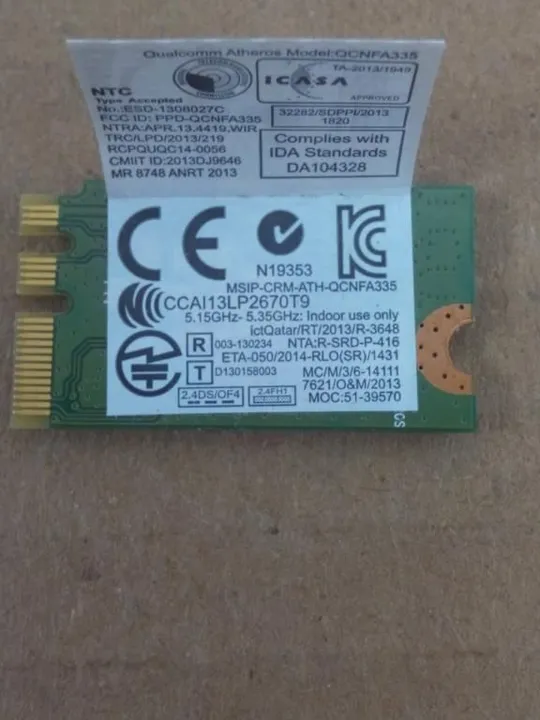 Qualcomm Atheros Model:QCNFA335
ICASA
TA-2013/1949
APPROVED
NTC
Type Accepted
No.:ESD-1308027C
FCC ID: PPD-QCNFA335
NTRA:APR.13.4419.WIR
TRC/LPD/2013/219
RCPQUQC14-0056
CMIIT ID:2013DJ9646
MR 8748 ANRT 2013
32282/SDPPI/2013
1820
Complies with
IDA Standards
DA104328
CE
N19353
MSIP-CRM-ATH-QCNFA335
CCAI13LP2670T9
5.15GHz- 5.35GHz: Indoor use only
ictQatar/RT/2013/R-3648
R 003-130234 NTA:R-SRD-P-416
ETA-050/2014-RLO(SR)/1431
T D130158003 MC/M/3/6-14111
7621/O&M/2013
2.4DS/OF4 2.4FH1 MOC:51-39570